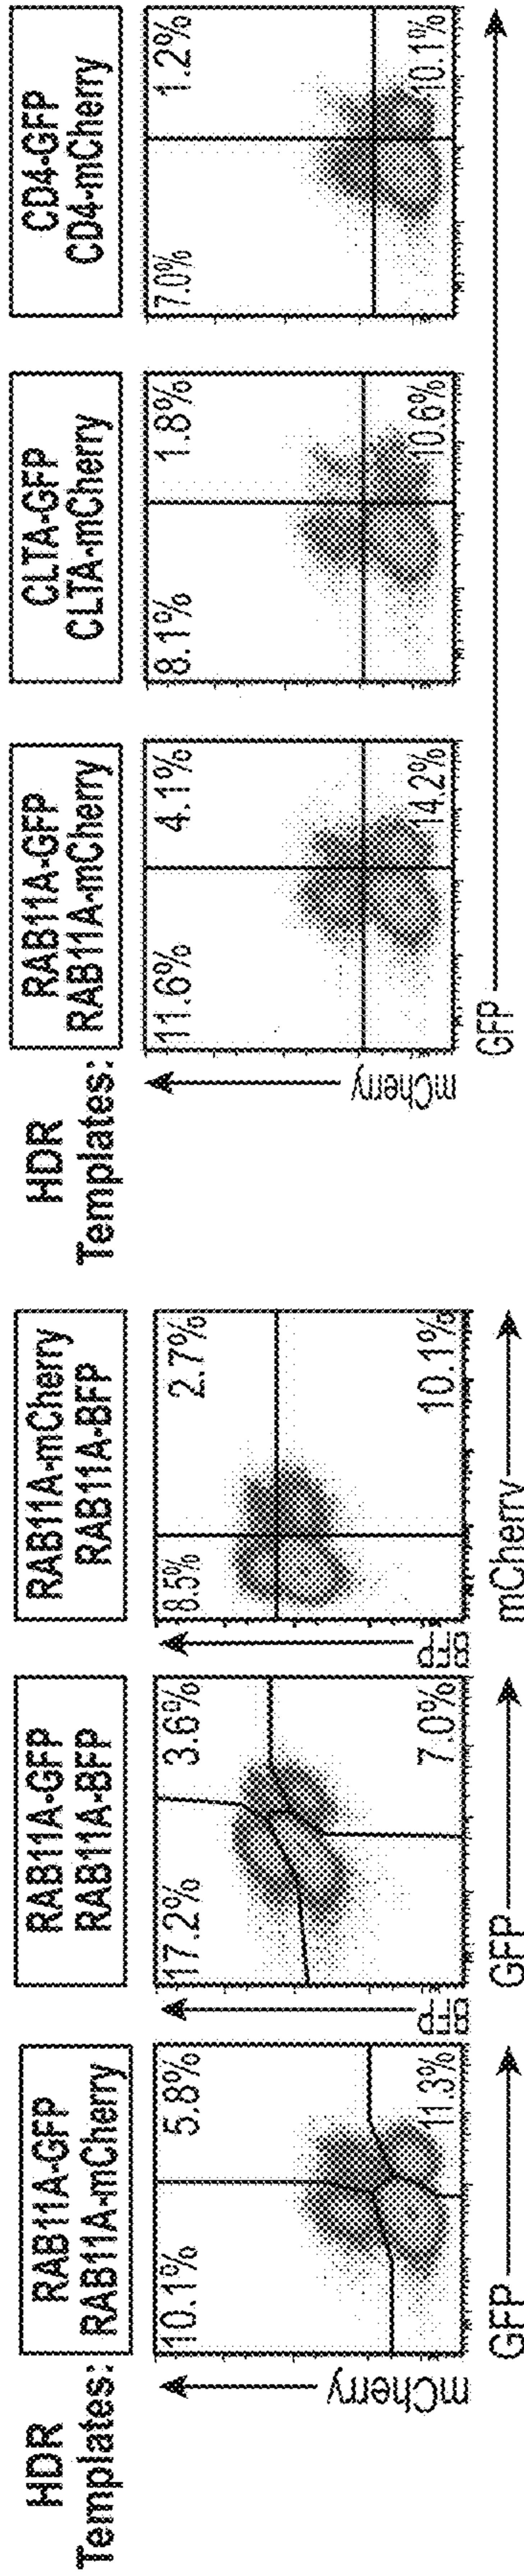 HDR
Templates:
RAB11A-GFP
RAB11A-mCherry
10.1%
5.8%
11.3%
mCherry
GFP
RAB11A-GFP
RAB11A-BFP
17.2%
3.6%
7.0%
BFP
GFP
RAB11A-mCherry
RAB11A-BFP
8.5%
2.7%
10.1%
BFP
mCherry
HDR
Templates:
RAB11A-GFP
RAB11A-mCherry
11.6%
4.1%
14.2%
mCherry
GFP
CLTA-GFP
CLTA-mCherry
8.1%
1.8%
10.6%
CD4-GFP
CD4-mCherry
7.0%
1.2%
10.1%